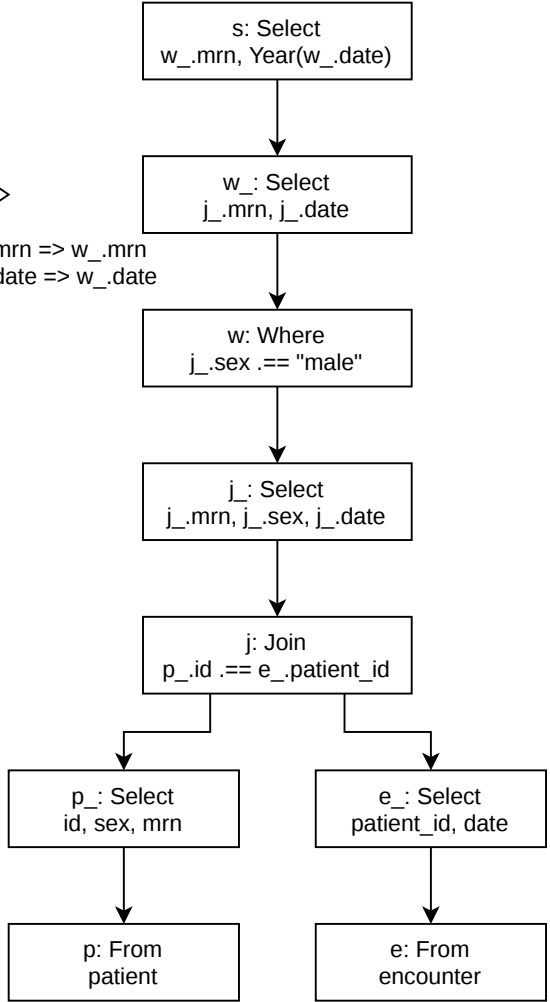 s: Select
w_.mrn, Year(w_.date)
w_: Select
j_.mrn, j_.date
=> w_.mrn
=> w_.date
w: Where
j_.sex .== "male"
j_: Select
j_.mrn, j_.sex, j_.date
j: Join
p_.id .== e_.patient_id
p_: Select
id, sex, mrn
e_: Select
patient_id, date
p: From
patient
e: From
encounter